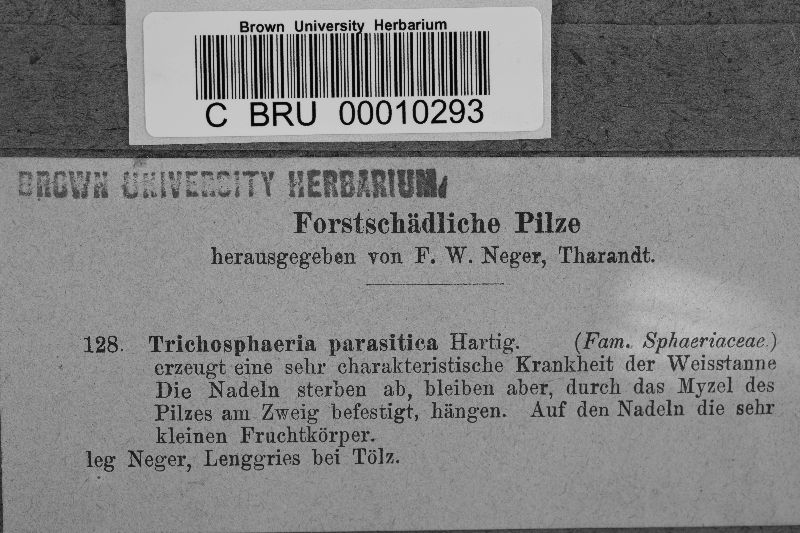 Brown University Herbarium
C BRU 00010293
BROWN UNIVERSITY HERBARIUM
Forstschädliche Pilze
herausgegeben von F. W. Neger, Tharandt.
128. Trichosphaeria parasitica Hartig. (Fam. Sphaeriaceae.)
erzeugt eine sehr charakteristische Krankheit der Weisstanne
Die Nadeln sterben ab, bleiben aber, durch das Myzel des
Pilzes am Zweig befestigt, hängen. Auf den Nadeln die sehr
kleinen Fruchtkörper.
leg Neger, Lenggries bei Tölz.